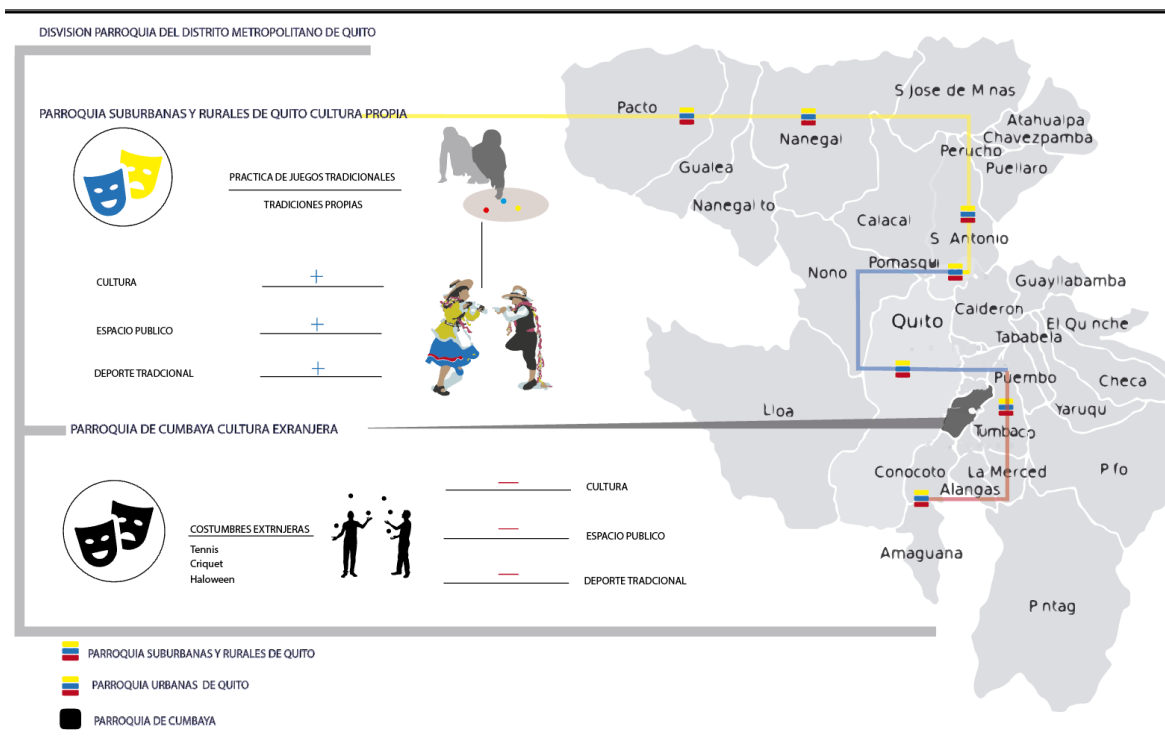 DISVISION PARROQUIA DEL DISTRITO METROPOLITANO DE QUITO
PARROQUIA SUBURBANAS Y RURALES DE QUITO CULTURA PROPIA
PRACTICA DE JUEGOS TRADICIONALES
TRADICIONES PROPIAS
CULTURA
ESPACIO PUBLICO
DEPORTE TRADCIONAL
PARROQUIA DE CUMBAYA CULTURA EXRANJERA
COSTUMBRES EXTRNJERAS
Tennis
Criquet
Haloween
CULTURA
ESPACIO PUBLICO
DEPORTE TRADCIONAL
PARROQUIA SUBURBANAS Y RURALES DE QUITO
PARROQUIA URBANAS DE QUITO
PARROQUIA DE CUMBAYA
S Jose de M nas
Pacto
Atahualpa
Chavezpamba
Nanegal
Perucho
Gualea
Puellaro
Nanegal to
Calacal
S Antonio
Pomasqui
Nono
Guayllabamba
Calderon
Quito
El Qu nche
Tababela
Puembo
Checa
Lloa
Yaruqu
Tumbaco
Conocoto
La Merced
P fo
Alangas
Amaguana
P ntag